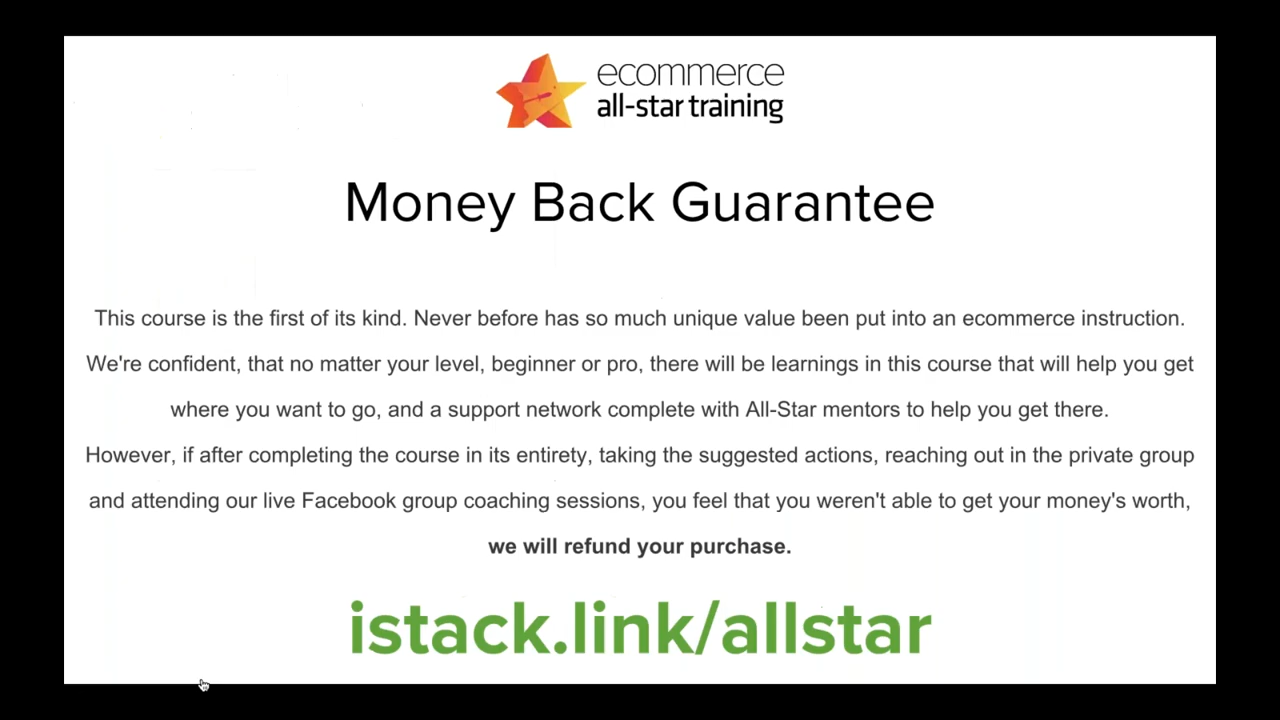 ecommerce
all-star training
Money Back Guarantee
This course is the first of its kind. Never before has so much unique value been put into an ecommerce instruction.
We're confident, that no matter your level, beginner or pro, there will be learnings in this course that will help you get
where you want to go, and a support network complete with All-Star mentors to help you get there.
However, if after completing the course in its entirety, taking the suggested actions, reaching out in the private group
and attending our live Facebook group coaching sessions, you feel that you weren't able to get your money's worth,
we will refund your purchase.
istack.link/allstar